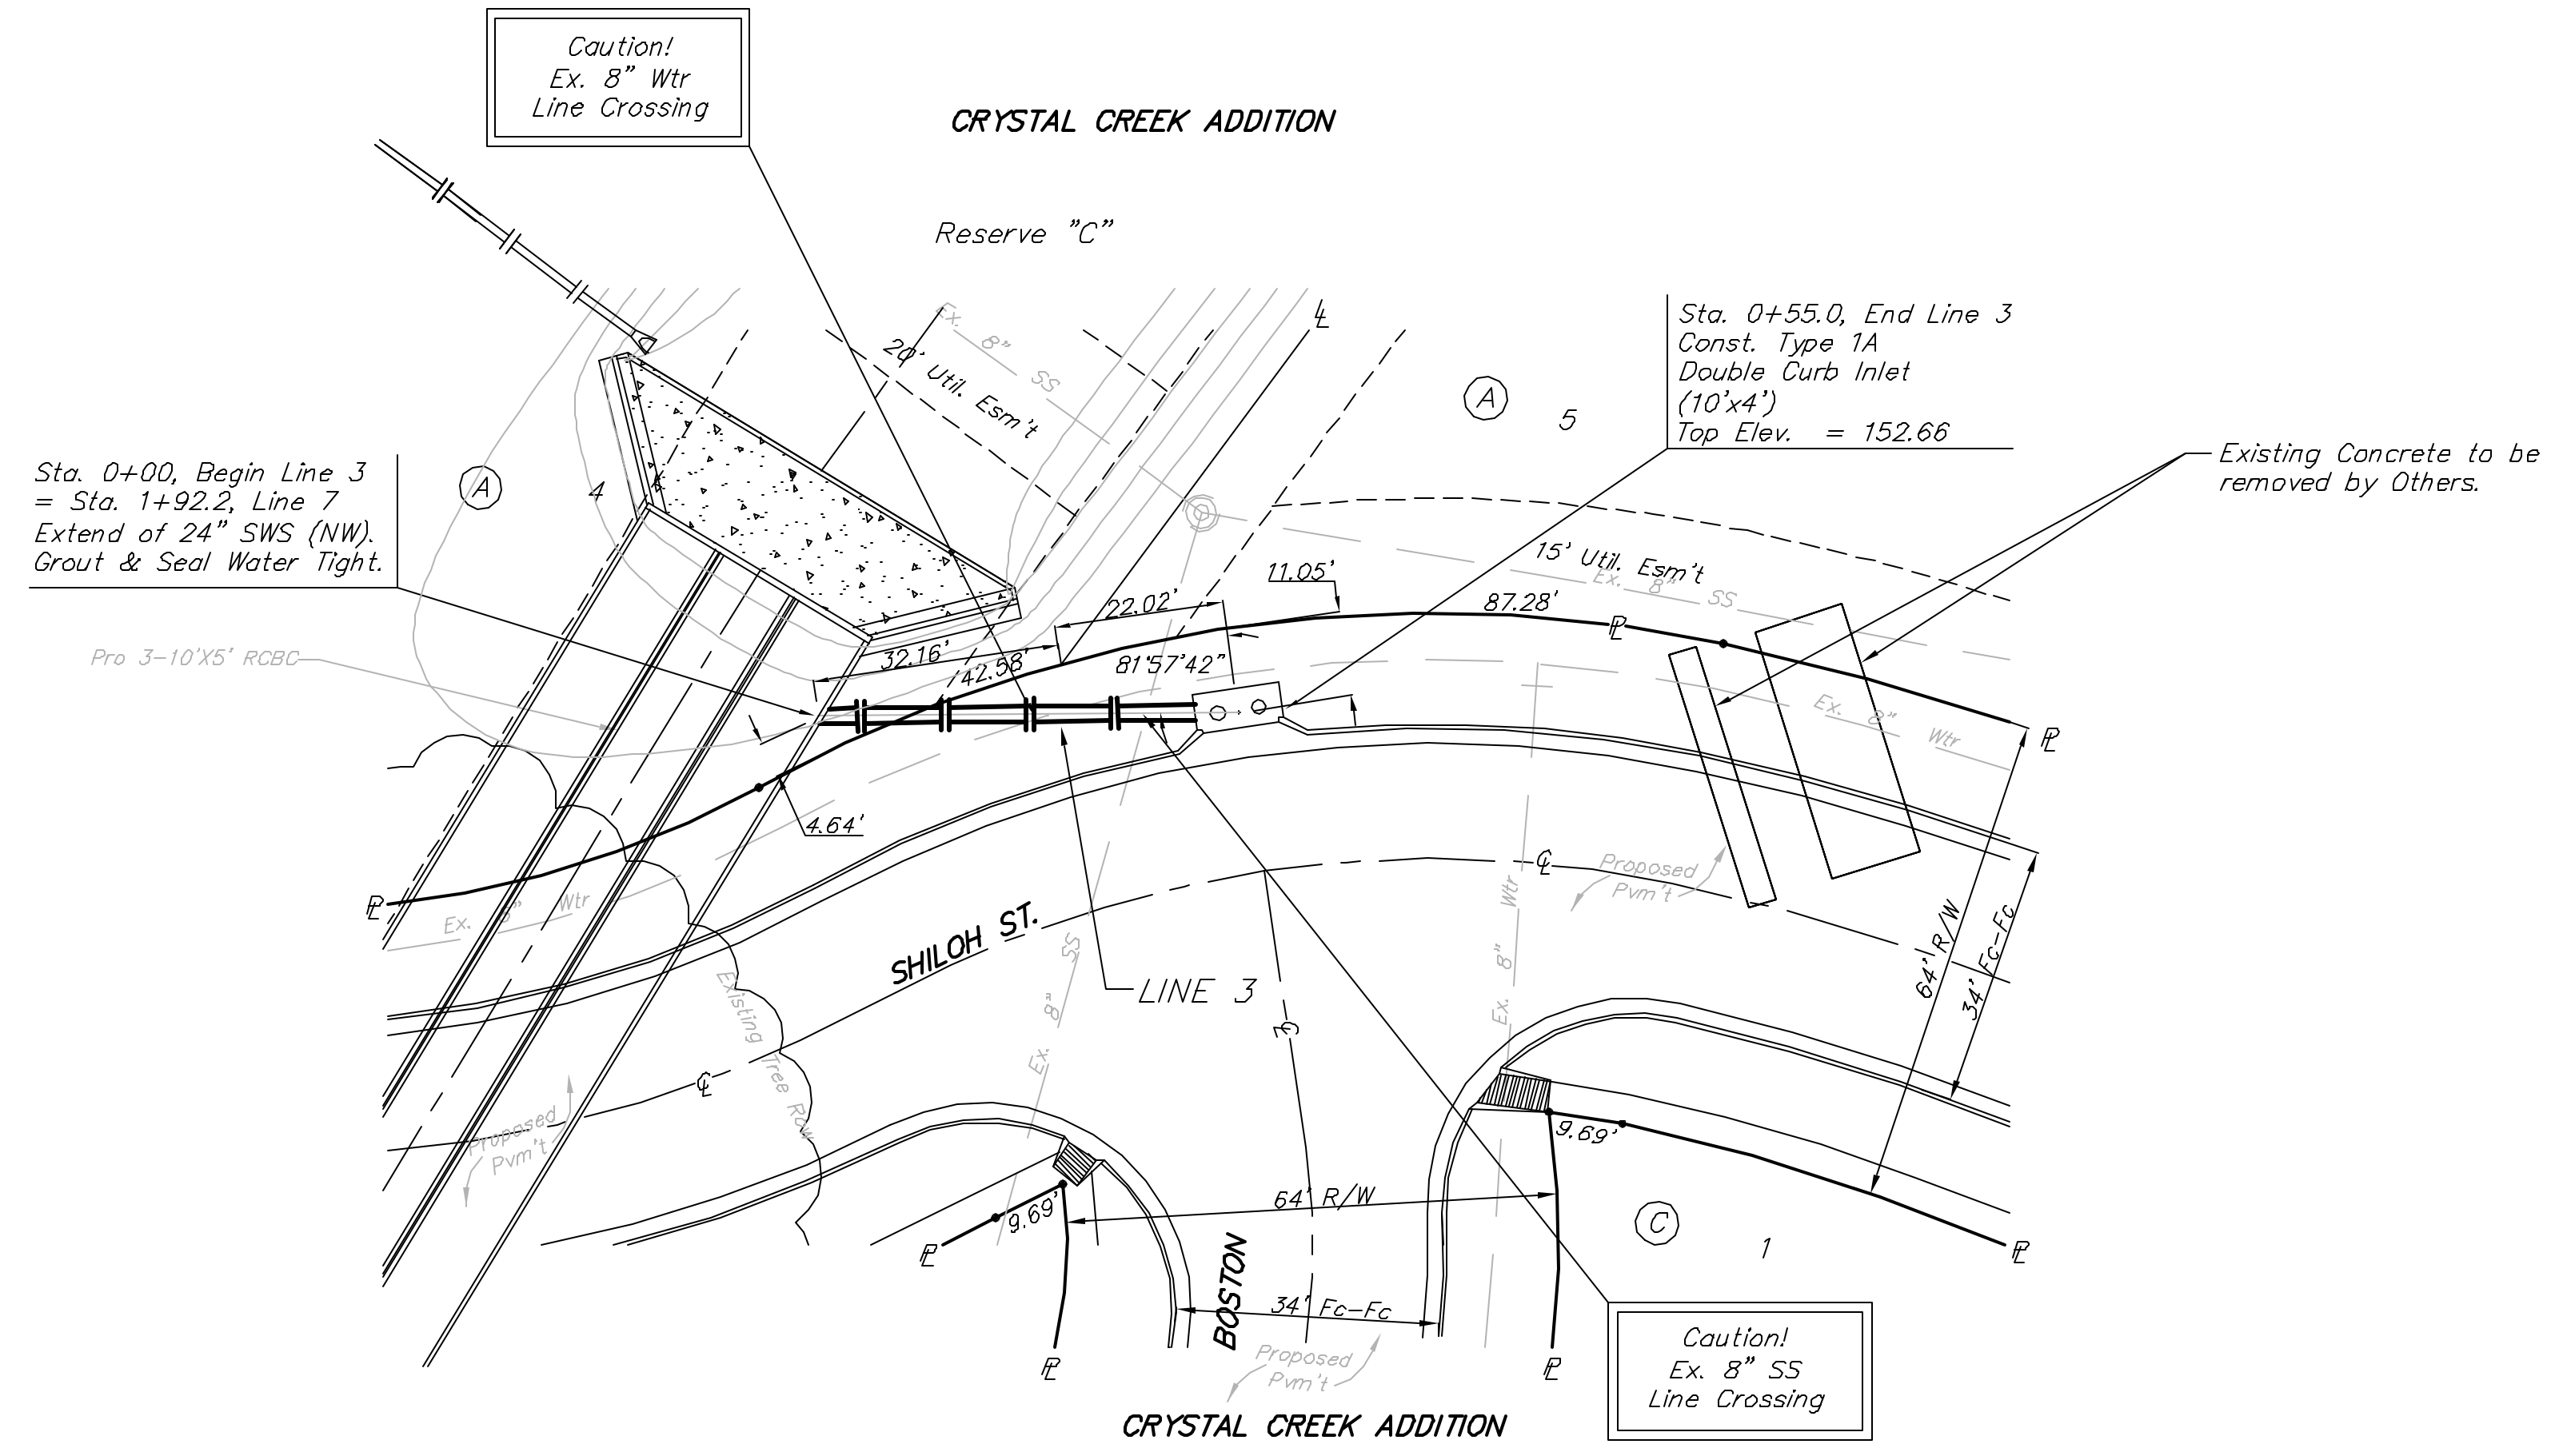 Caution!
Ex. 8" Wtr
Line Crossing
CRYSTAL CREEK ADDITION
Reserve "C"
Ex. 8" SS
20' Util. Esm't
Sta. 0+55.0, End Line 3
Const. Type 1A
Double Curb Inlet
(10'x4')
Top Elev. = 152.66
A
5
Existing Concrete to be
removed by Others.
Sta. 0+00, Begin Line 3
= Sta. 1+92.2, Line 7
Extend of 24" SWS (NW).
Grout & Seal Water Tight.
A
4
15' Util. Esm't
Ex. 8" SS
11.05'
22.02'
87.28'
32.16'
42.58'
81°57'42"
Pro 3-10'X5' RCBC
Ex. 8" Wtr
4.64'
Ex. 8" Wtr
Proposed
Pvm't
SHILOH ST.
LINE 3
Ex. 8" SS
Ex. 8" Wtr
64' R/W
34' Fc-Fc
Existing Tree Row
Proposed
Pvm't
9.69'
9.69'
64' R/W
C
1
BOSTON
34' Fc-Fc
Proposed
Pvm't
Caution!
Ex. 8" SS
Line Crossing
CRYSTAL CREEK ADDITION